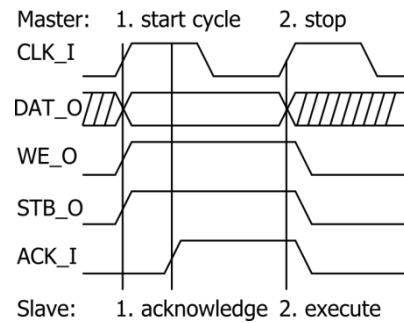 Master: 1. start cycle 2. stop
CLK_I
DAT_O
WE_O
STB_O
ACK_I
Slave: 1. acknowledge 2. execute